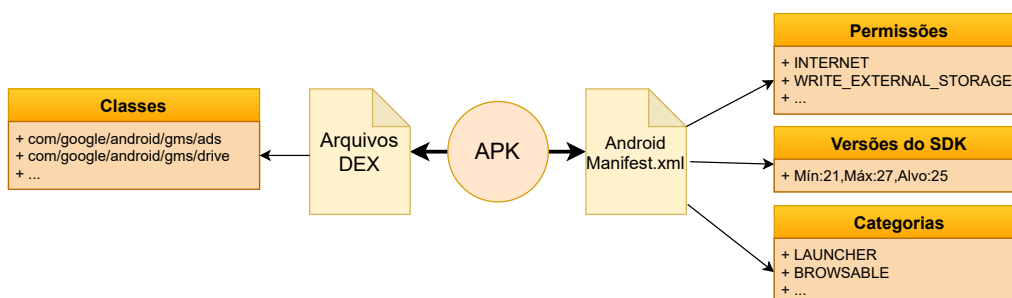 Classes
+ com/google/android/gms/ads
+ com/google/android/gms/drive
+ ...
Arquivos
DEX
APK
Android
Manifest.xml
Permissões
+ INTERNET
+ WRITE_EXTERNAL_STORAGE
+ ...
Versões do SDK
+ Mín:21,Máx:27,Alvo:25
Categorias
+ LAUNCHER
+ BROWSABLE
+ ...